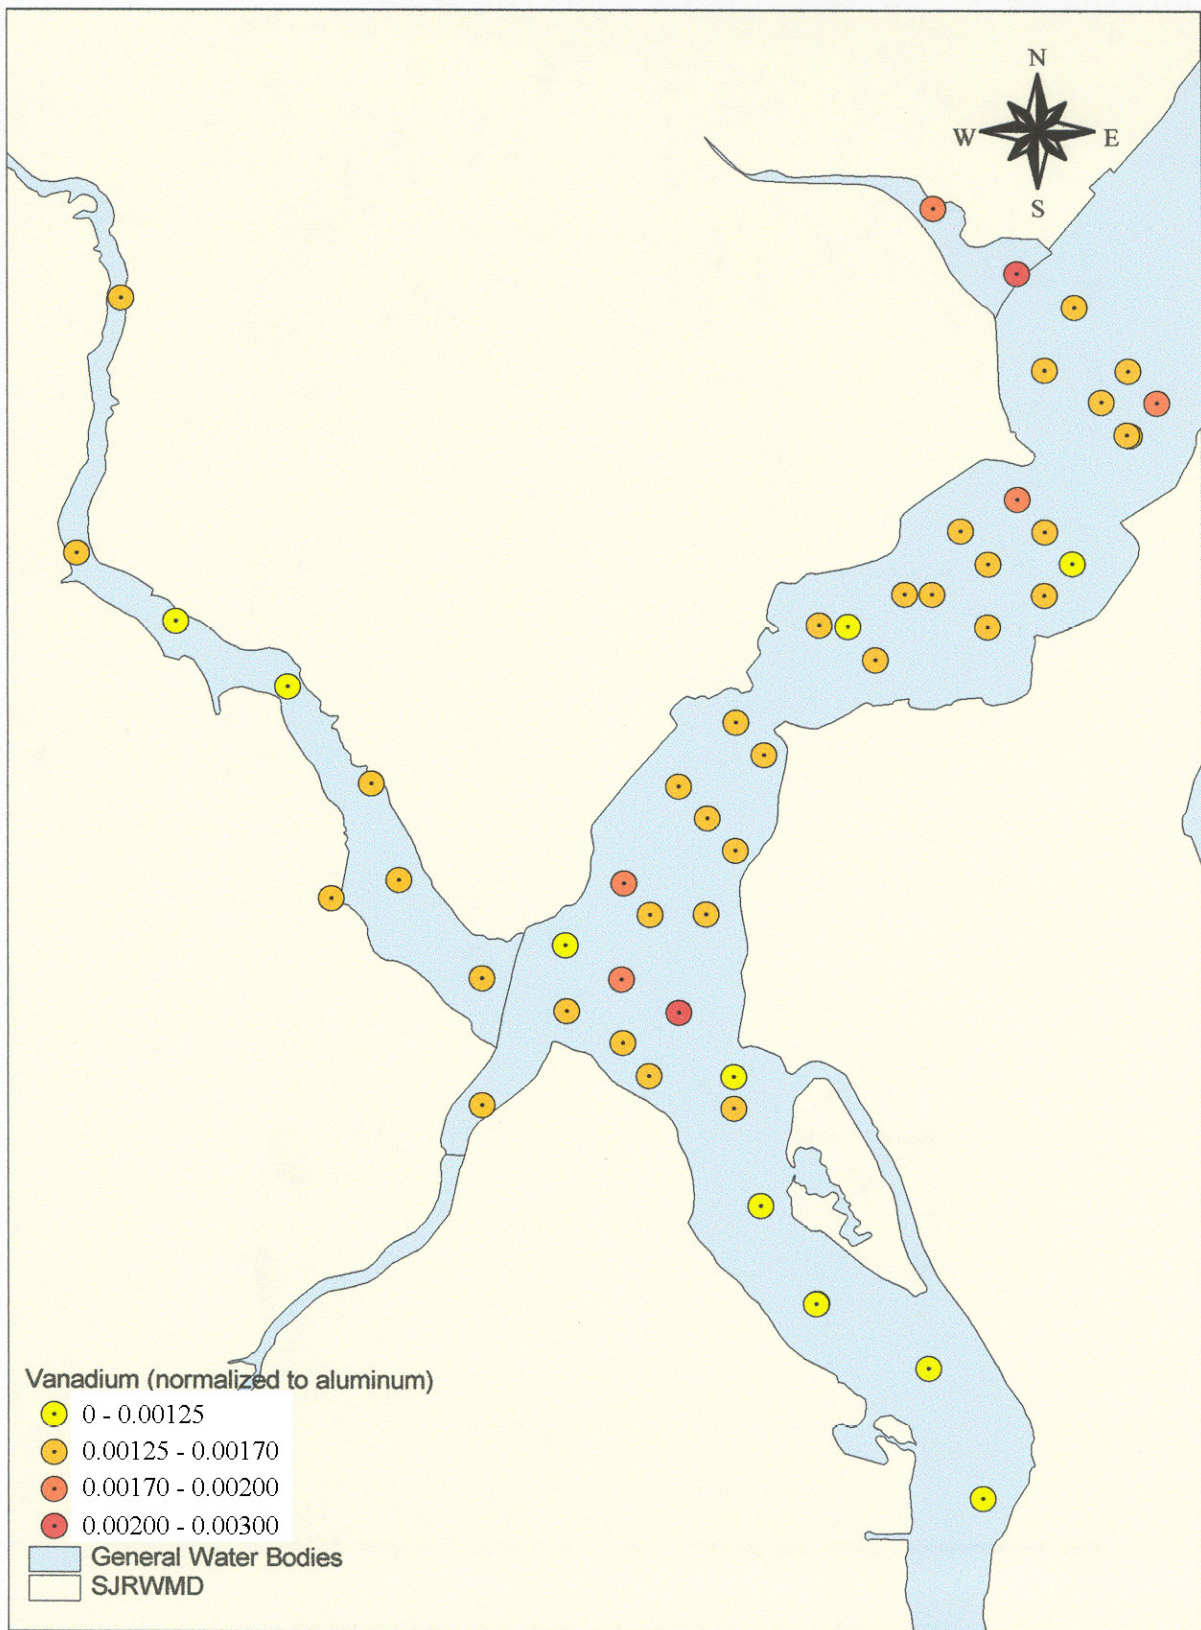 N
W E
S
Vanadium (normalized to aluminum)
0 - 0.00125
0.00125 - 0.00170
0.00170 - 0.00200
0.00200 - 0.00300
General Water Bodies
SJRWMD